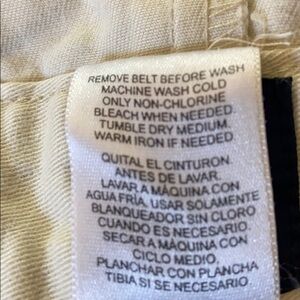 REMOVE BELT BEFORE WASH
MACHINE WASH COLD
ONLY NON-CHLORINE
BLEACH WHEN NEEDED.
TUMBLE DRY MEDIUM.
WARM IRON IF NEEDED.
QUITAL EL CINTURON.
ANTES DE LAVAR.
LAVAR A MÁQUINA CON
AGUA FRÍA. USAR SOLAMENTE
BLANQUEADOR SIN CLORO
CUANDO ES NECESARIO.
SECAR A MÁQUINA CON
CICLO MEDIO.
PLANCHAR CON PLANCHA
TIBIA SI ES NECESARIO.